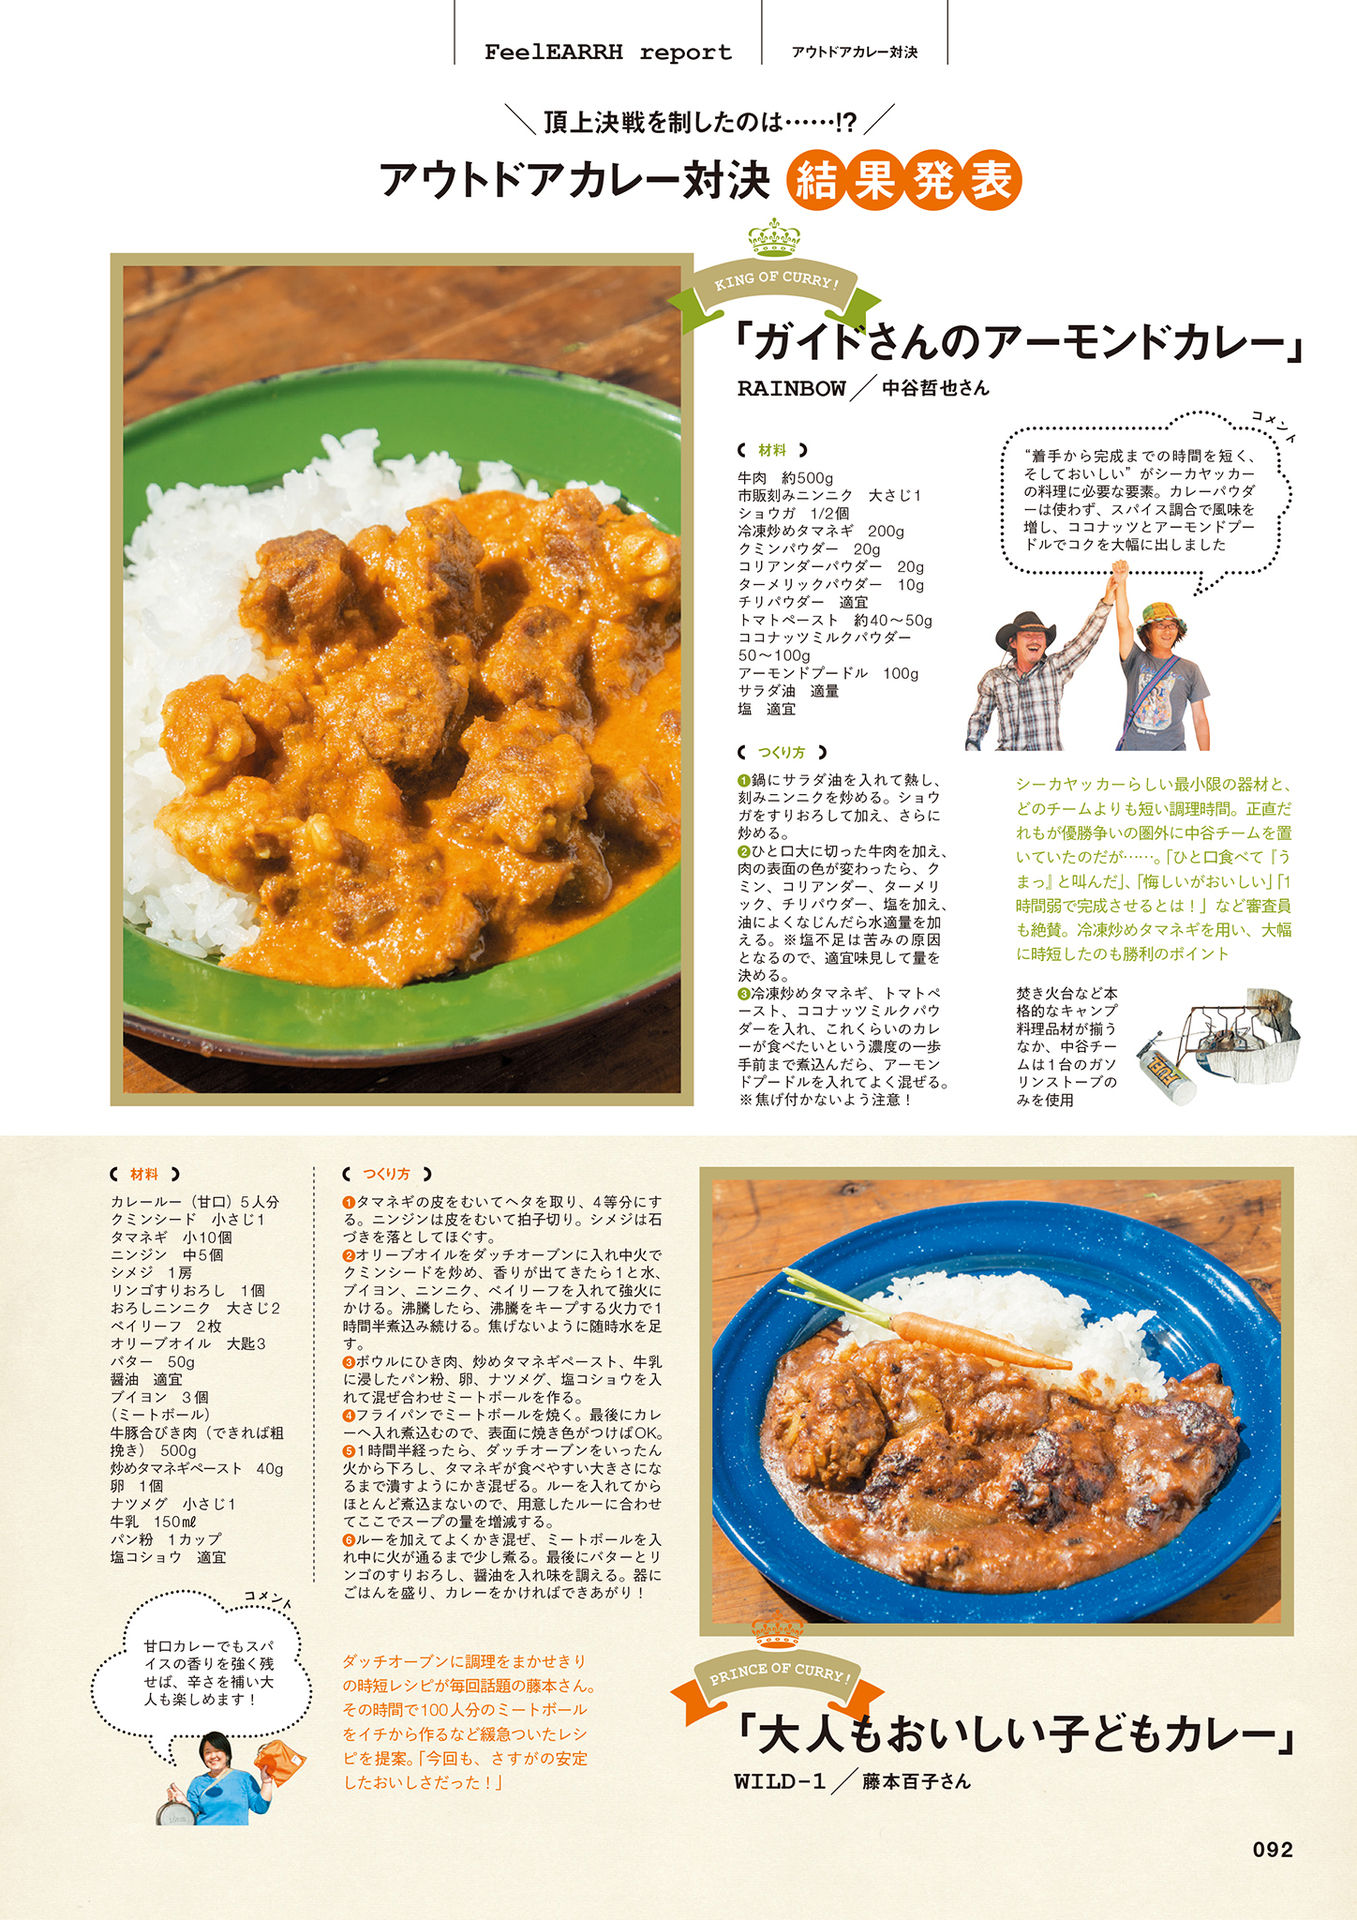 FeelEARRH report
アウトドアカレー対決
頂上決戦を制したのは……!?
アウトドアカレー対決 結果発表
KING OF CURRY!
「ガイドさんのアーモンドカレー」
RAINBOW／中谷哲也さん
材料
牛肉　約500g
市販刻みニンニク　大さじ1
ショウガ　1/2個
冷凍炒めタマネギ　200g
クミンパウダー　20g
コリアンダーパウダー　20g
ターメリックパウダー　10g
チリパウダー　適宜
トマトペースト　約40～50g
ココナッツミルクパウダー
50～100g
アーモンドプードル　100g
サラダ油　適量
塩　適宜
コメント
“着手から完成までの時間を短く、
そしておいしい”がシーカヤッカー
の料理に必要な要素。カレーパウダ
ーは使わず、スパイス調合で風味を
増し、ココナッツとアーモンドプー
ドルでコクを大幅に出しました
つくり方
❶鍋にサラダ油を入れて熱し、
刻みニンニクを炒める。ショウ
ガをすりおろして加え、さらに
炒める。
❷ひと口大に切った牛肉を加え、
肉の表面の色が変わったら、ク
ミン、コリアンダー、ターメリ
ック、チリパウダー、塩を加え、
油によくなじんだら水適量を加
える。※塩不足は苦みの原因
となるので、適宜味見して量を
決める。
❸冷凍炒めタマネギ、トマトペ
ースト、ココナッツミルクパウ
ダーを入れ、これくらいのカレ
ーが食べたいという濃度の一歩
手前まで煮込んだら、アーモン
ドプードルを入れてよく混ぜる。
※焦げ付かないよう注意！
シーカヤッカーらしい最小限の器材と、
どのチームよりも短い調理時間。正直だ
れもが優勝争いの圏外に中谷チームを置
いていたのだが……。「ひと口食べて『う
まっ』と叫んだ」、「悔しいがおいしい」「1
時間弱で完成させるとは！」など審査員
も絶賛。冷凍炒めタマネギを用い、大幅
に時短したのも勝利のポイント
焚き火台など本
格的なキャンプ
料理品材が揃う
なか、中谷チー
ムは1台のガソ
リンストーブの
みを使用
FUEL
材料
カレールー（甘口）5人分
クミンシード　小さじ1
タマネギ　小10個
ニンジン　中5個
シメジ　1房
リンゴすりおろし　1個
おろしニンニク　大さじ2
ベイリーフ　2枚
オリーブオイル　大匙3
バター　50g
醤油　適宜
ブイヨン　3個
（ミートボール）
牛豚合びき肉（できれば粗
挽き）　500g
炒めタマネギペースト　40g
卵　1個
ナツメグ　小さじ1
牛乳　150㎖
パン粉　1カップ
塩コショウ　適宜
つくり方
❶タマネギの皮をむいてヘタを取り、4等分にす
る。ニンジンは皮をむいて拍子切り。シメジは石
づきを落としてほぐす。
❷オリーブオイルをダッチオーブンに入れ中火で
クミンシードを炒め、香りが出てきたら1と水、
ブイヨン、ニンニク、ベイリーフを入れて強火に
かける。沸騰したら、沸騰をキープする火力で1
時間半煮込み続ける。焦げないように随時水を足
す。
❸ボウルにひき肉、炒めタマネギペースト、牛乳
に浸したパン粉、卵、ナツメグ、塩コショウを入
れて混ぜ合わせミートボールを作る。
❹フライパンでミートボールを焼く。最後にカレ
ーへ入れ煮込むので、表面に焼き色がつけばOK。
❺1時間半経ったら、ダッチオーブンをいったん
火から下ろし、タマネギが食べやすい大きさにな
るまで潰すようにかき混ぜる。ルーを入れてから
ほとんど煮込まないので、用意したルーに合わせ
てここでスープの量を増減する。
❻ルーを加えてよくかき混ぜ、ミートボールを入
れ中に火が通るまで少し煮る。最後にバターとリ
ンゴのすりおろし、醤油を入れ味を調える。器に
ごはんを盛り、カレーをかければできあがり！
コメント
甘口カレーでもスパ
イスの香りを強く残
せば、辛さを補い大
人も楽しめます！
ダッチオーブンに調理をまかせきり
の時短レシピが毎回話題の藤本さん。
その時間で100人分のミートボール
をイチから作るなど緩急ついたレシ
ピを提案。「今回も、さすがの安定
したおいしさだった！」
PRINCE OF CURRY!
「大人もおいしい子どもカレー」
WILD-1／藤本百子さん
092